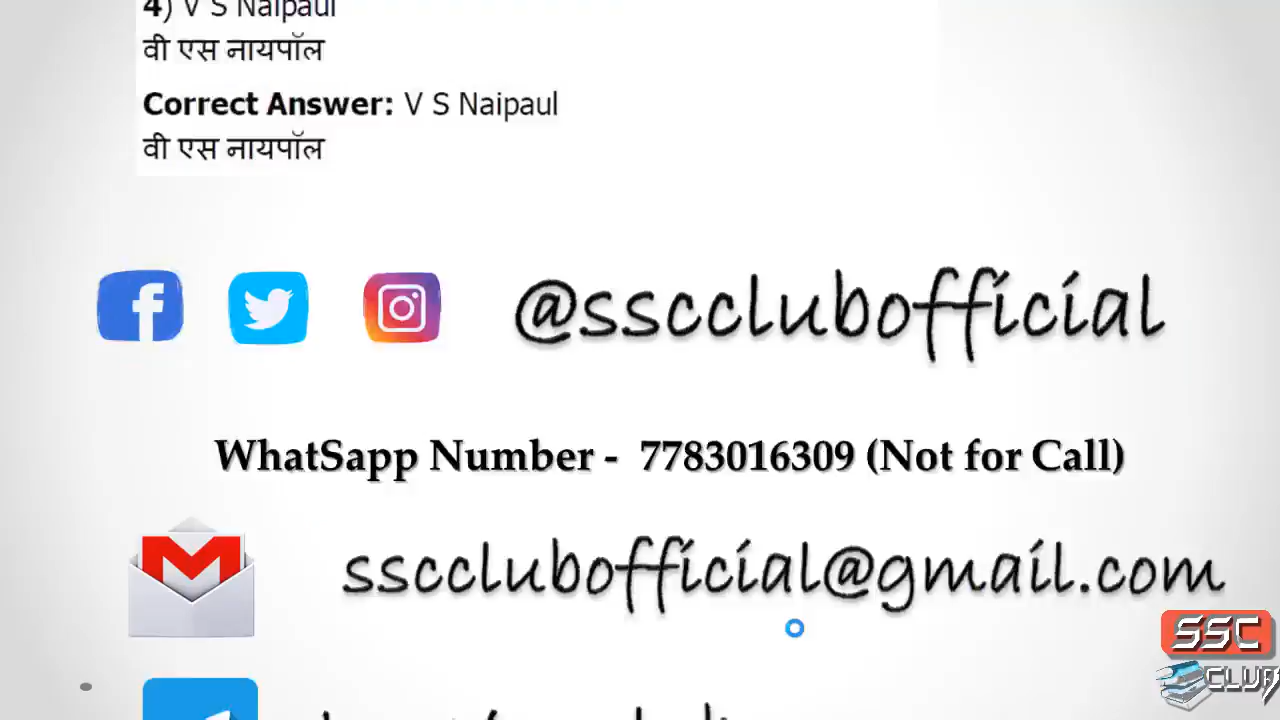 4) V S Naipaul
वी एस नायपॉल
Correct Answer: V S Naipaul
वी एस नायपॉल
@sscclubofficial
WhatSapp Number - 7783016309 (Not for Call)
sscclubofficial@gmail.com
SSC
CLUB